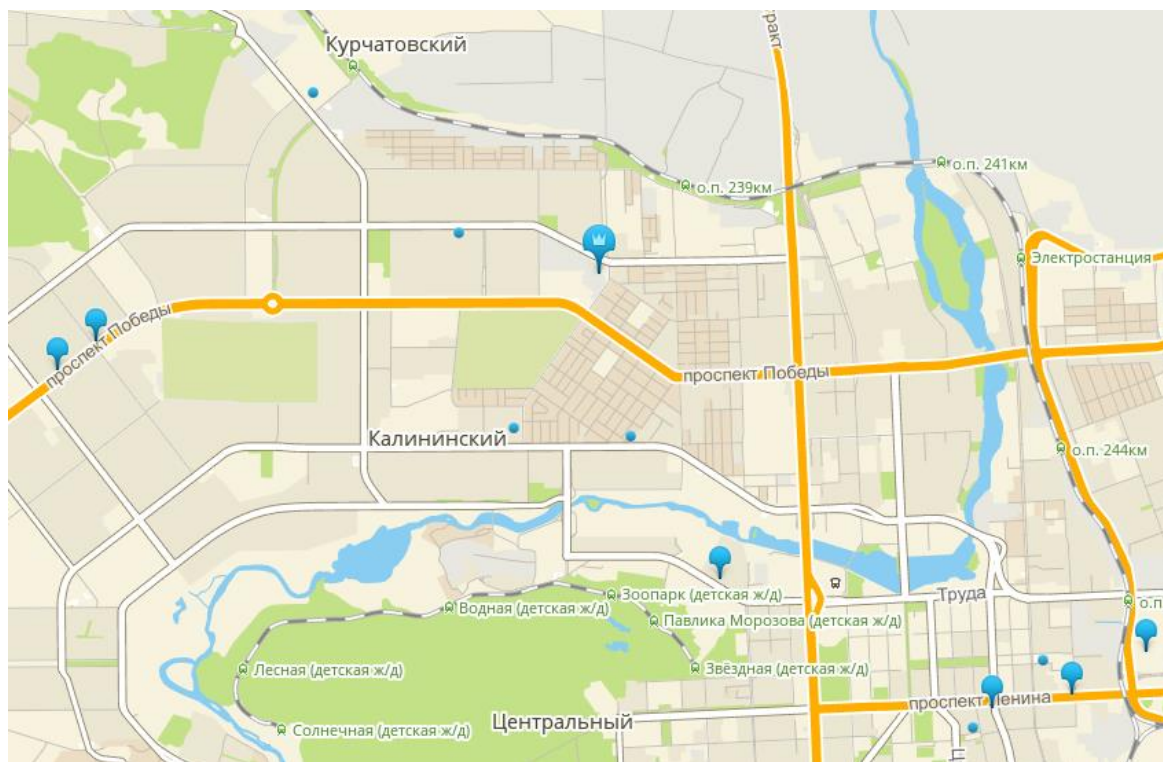 Курчатовский
тракт
о.п. 241км
о.п. 239км
Электростанция
проспект Победы
проспект Победы
Калининский
о.п. 244км
Зоопарк (детская ж/д)
Труда
о.п
Водная (детская ж/д)
Павлика Морозова (детская ж/д)
Лесная (детская ж/д)
Звёздная (детская ж/д)
проспект Ленина
Центральный
Солнечная (детская ж/д)